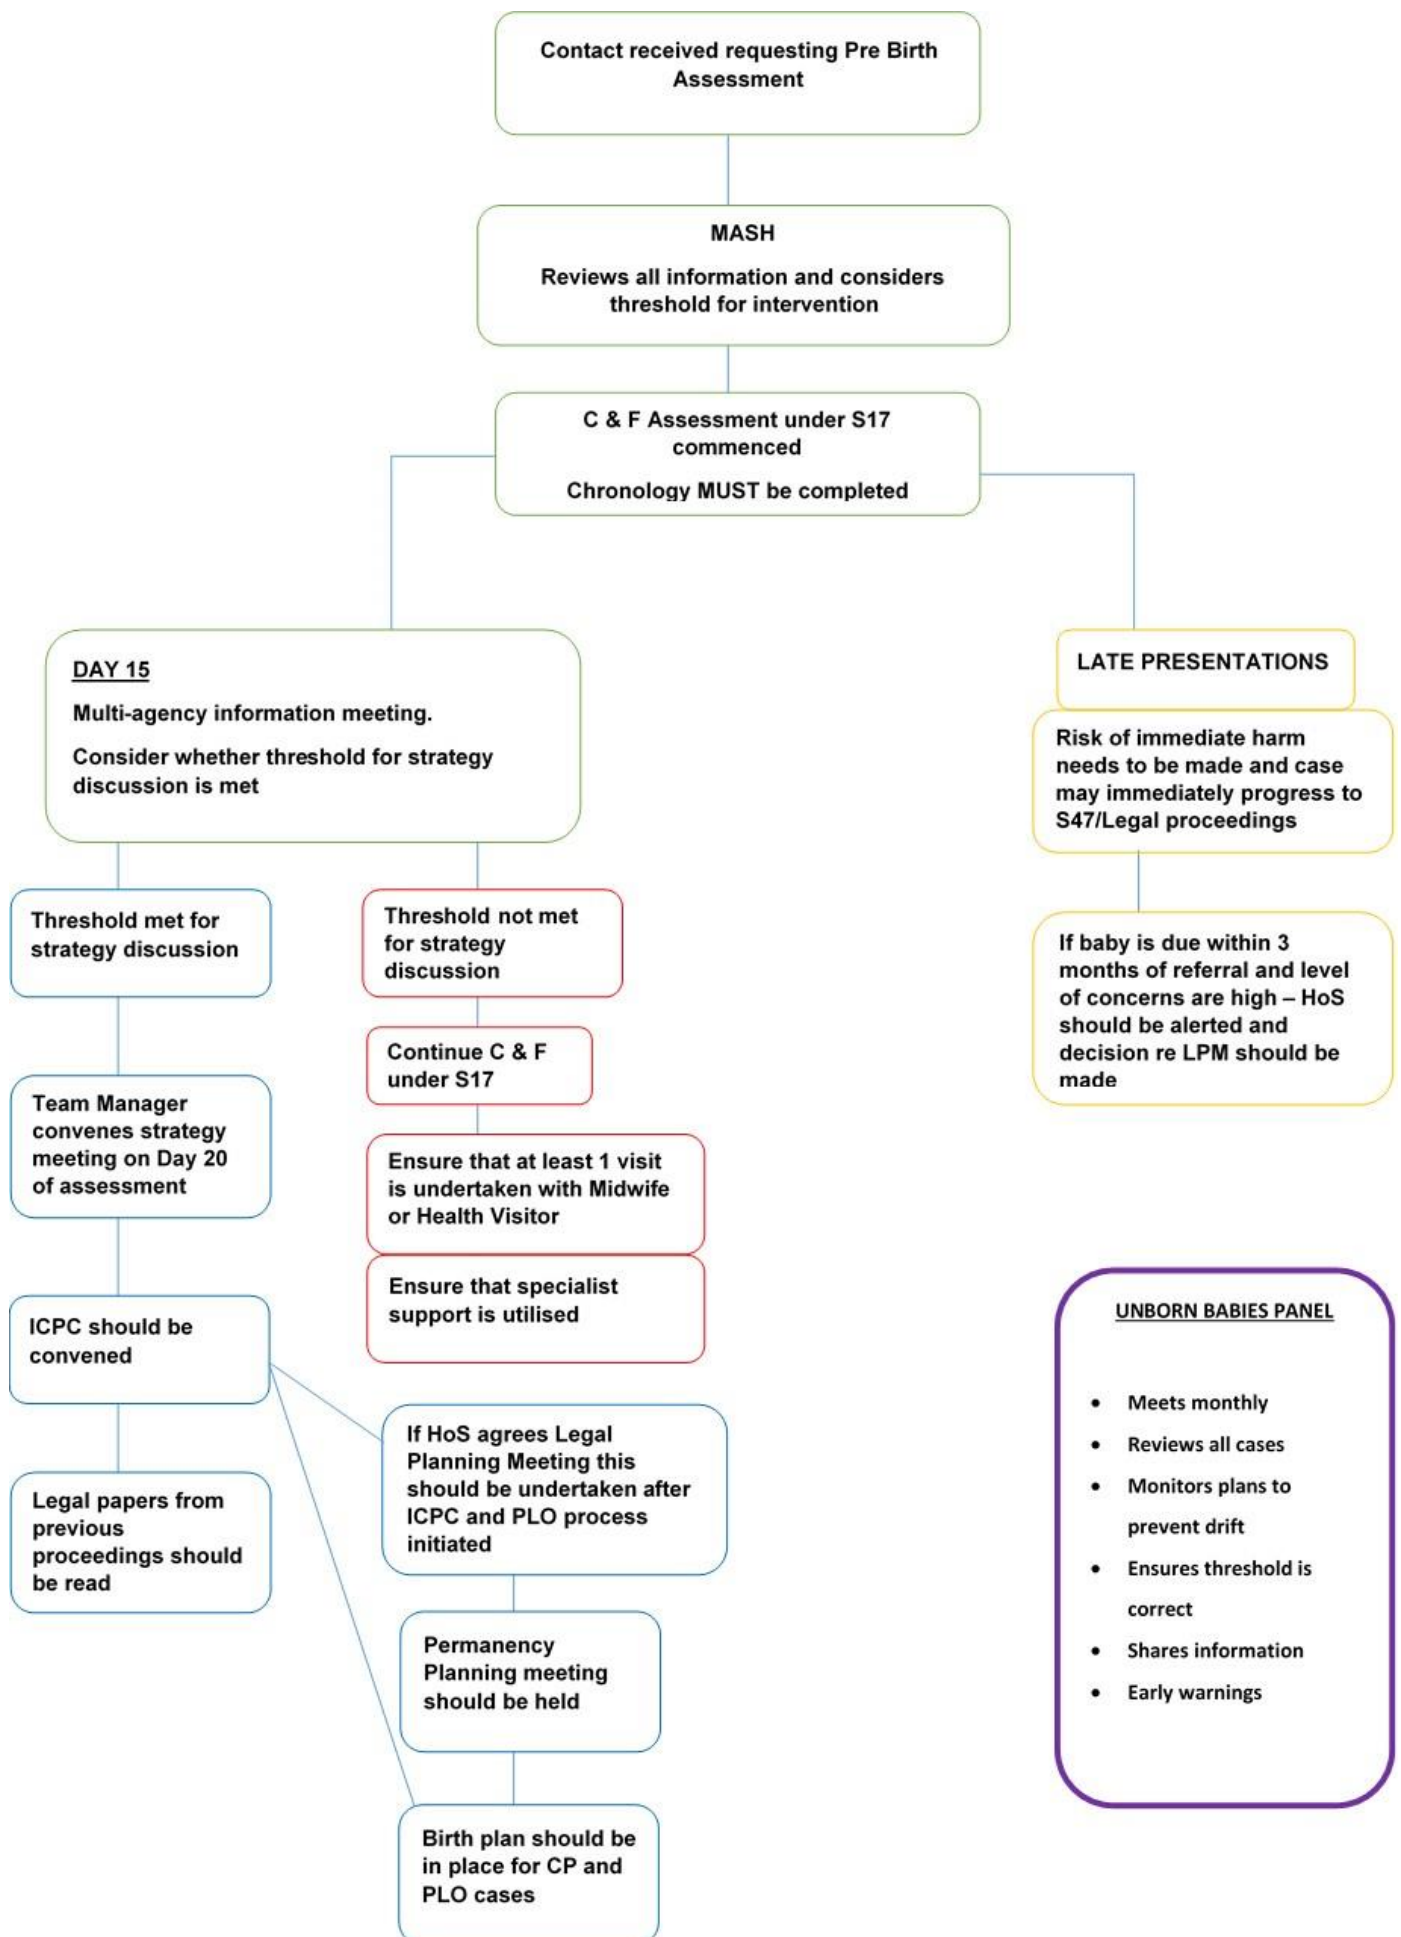 Contact received requesting Pre Birth
Assessment
MASH
Reviews all information and considers
threshold for intervention
C & F Assessment under S17
commenced
Chronology MUST be completed
DAY 15
Multi-agency information meeting.
Consider whether threshold for strategy
discussion is met
LATE PRESENTATIONS
Risk of immediate harm
needs to be made and case
may immediately progress to
S47/Legal proceedings
If baby is due within 3
months of referral and level
of concerns are high – HoS
should be alerted and
decision re LPM should be
made
Threshold met for
strategy discussion
Team Manager
convenes strategy
meeting on Day 20
of assessment
ICPC should be
convened
Legal papers from
previous
proceedings should
be read
Threshold not met
for strategy
discussion
Continue C & F
under S17
Ensure that at least 1 visit
is undertaken with Midwife
or Health Visitor
Ensure that specialist
support is utilised
If HoS agrees Legal
Planning Meeting this
should be undertaken after
ICPC and PLO process
initiated
Permanency
Planning meeting
should be held
Birth plan should be
in place for CP and
PLO cases
UNBORN BABIES PANEL
• Meets monthly
• Reviews all cases
• Monitors plans to
prevent drift
• Ensures threshold is
correct
• Shares information
• Early warnings